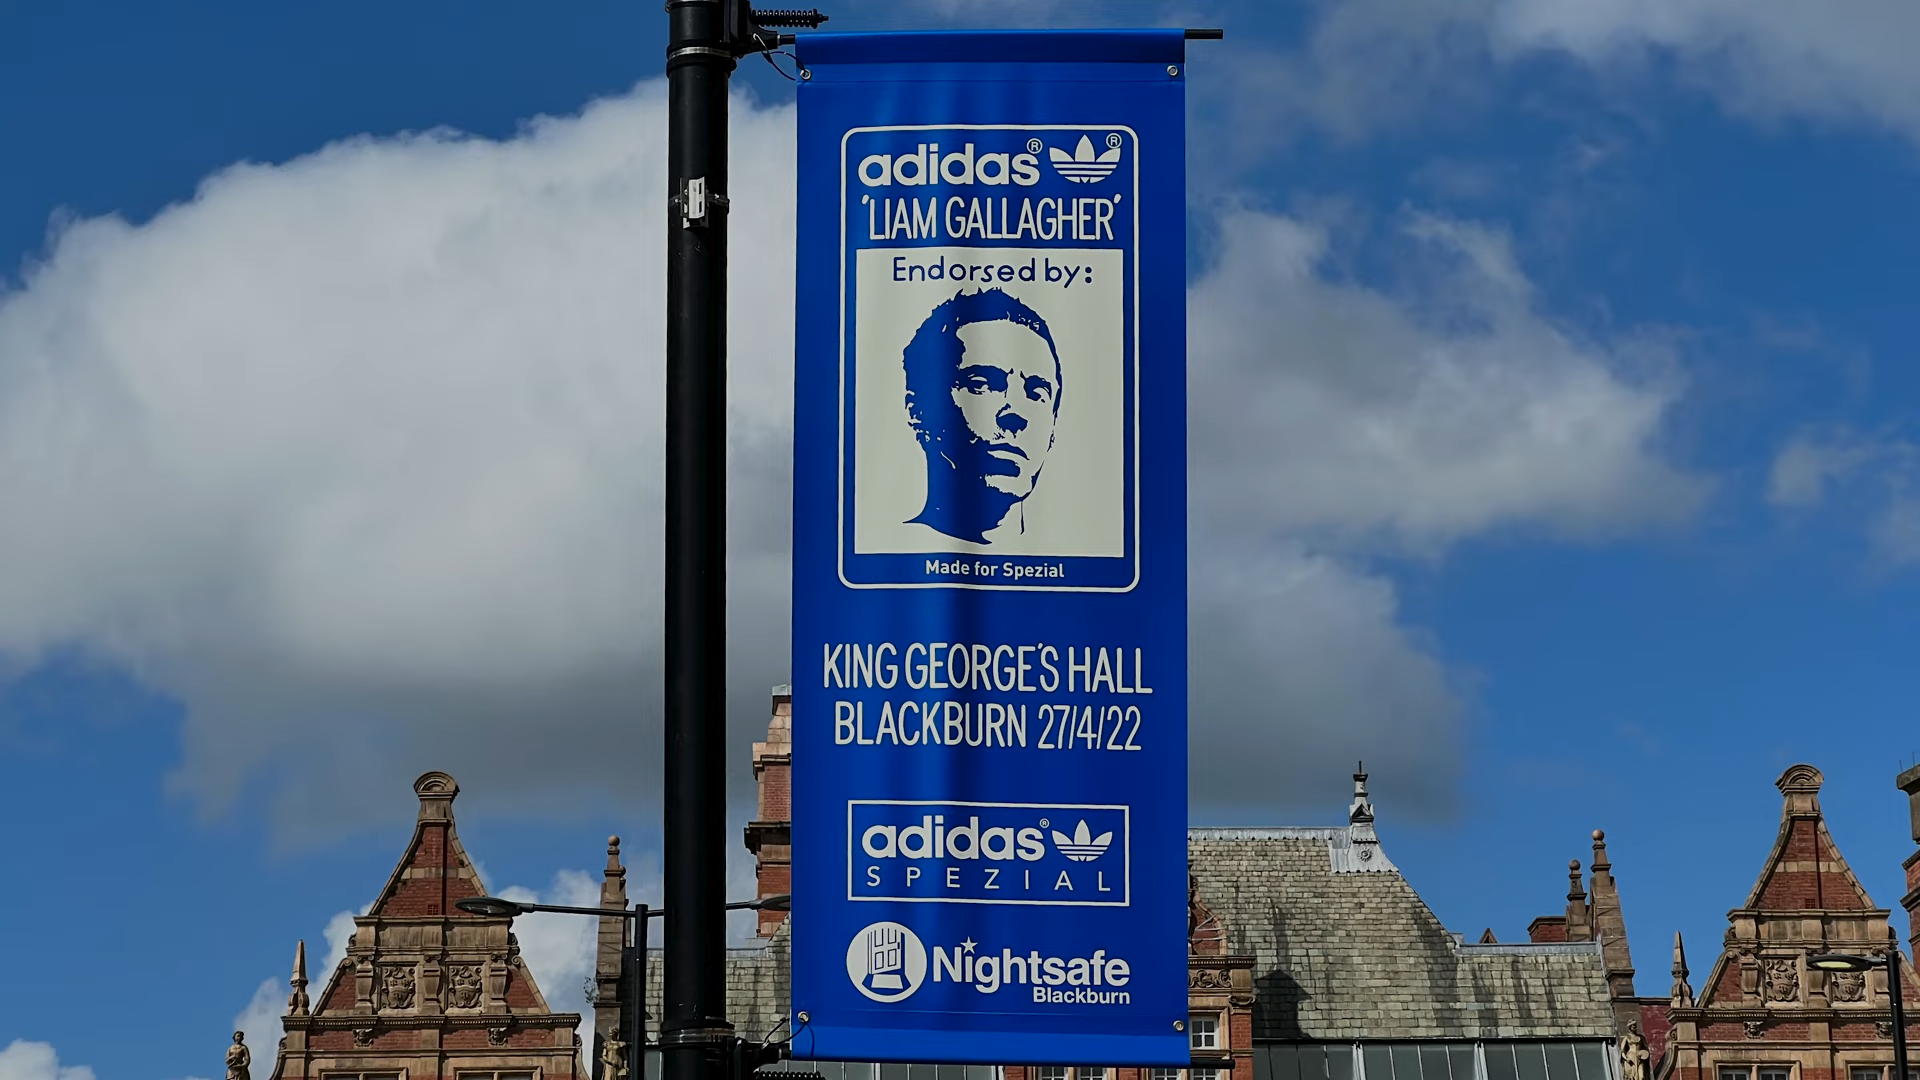 adidas® ®
‘LIAM GALLAGHER’
Endorsed by:
Made for Spezial
KING GEORGE'S HALL
BLACKBURN 27/4/22
adidas®
SPEZIAL
Nightsafe
Blackburn